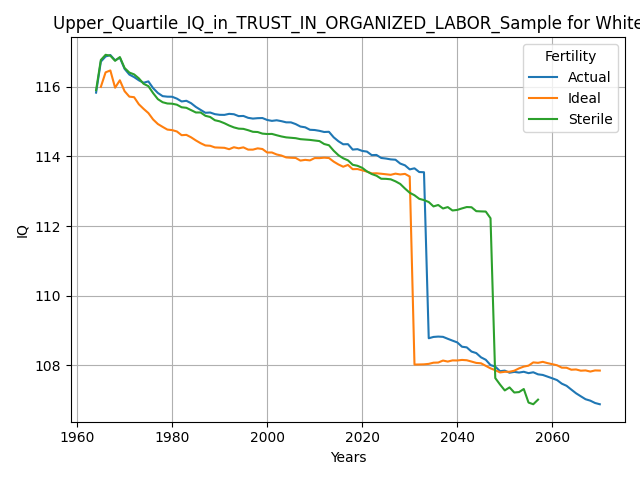 Upper_Quartile_IQ_in_TRUST_IN_ORGANIZED_LABOR_Sample for White
Fertility
Actual
Ideal
Sterile
116
114
112
110
108
IQ
1960
1980
2000
2020
2040
2060
Years